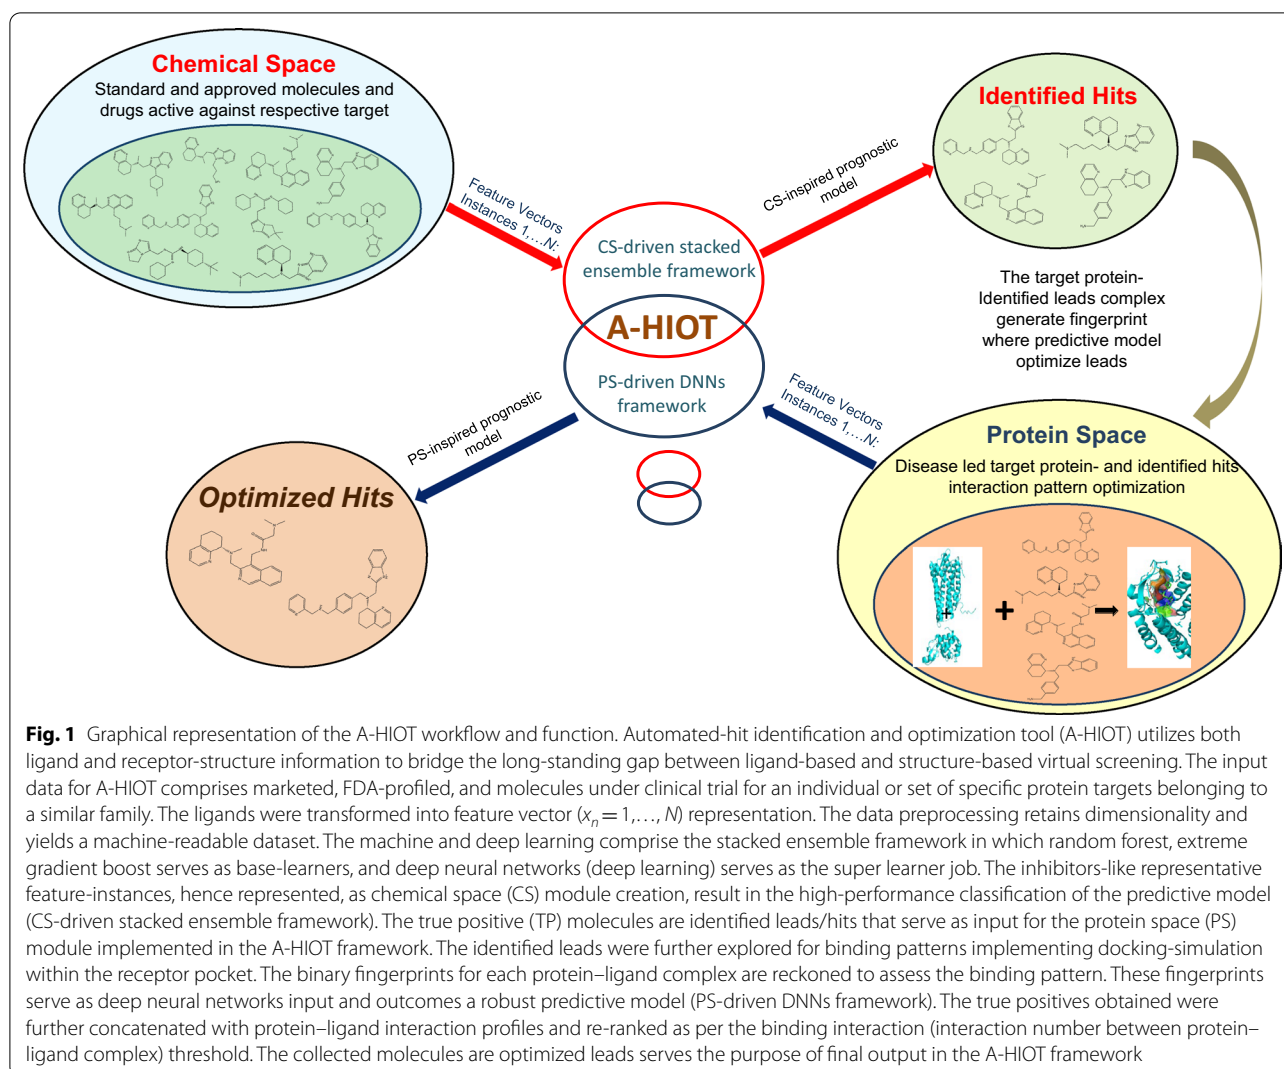 Chemical Space
Standard and approved molecules and
drugs active against respective target
Feature Vectors
Instances 1,…N:
CS-driven stacked
ensemble framework
A-HIOT
PS-driven DNNs
framework
CS-inspired prognostic
model
Identified Hits
The target protein-
Identified leads complex
generate fingerprint
where predictive model
optimize leads
Protein Space
Disease led target protein- and identified hits
interaction pattern optimization
Feature Vectors
Instances 1,…N:
PS-inspired prognostic
model
Optimized Hits
Fig. 1 Graphical representation of the A-HIOT workflow and function. Automated-hit identification and optimization tool (A-HIOT) utilizes both
ligand and receptor-structure information to bridge the long-standing gap between ligand-based and structure-based virtual screening. The input
data for A-HIOT comprises marketed, FDA-profiled, and molecules under clinical trial for an individual or set of specific protein targets belonging to
a similar family. The ligands were transformed into feature vector (xn = 1,…, N) representation. The data preprocessing retains dimensionality and
yields a machine-readable dataset. The machine and deep learning comprise the stacked ensemble framework in which random forest, extreme
gradient boost serves as base-learners, and deep neural networks (deep learning) serves as the super learner job. The inhibitors-like representative
feature-instances, hence represented, as chemical space (CS) module creation, result in the high-performance classification of the predictive model
(CS-driven stacked ensemble framework). The true positive (TP) molecules are identified leads/hits that serve as input for the protein space (PS)
module implemented in the A-HIOT framework. The identified leads were further explored for binding patterns implementing docking-simulation
within the receptor pocket. The binary fingerprints for each protein–ligand complex are reckoned to assess the binding pattern. These fingerprints
serve as deep neural networks input and outcomes a robust predictive model (PS-driven DNNs framework). The true positives obtained were
further concatenated with protein–ligand interaction profiles and re-ranked as per the binding interaction (interaction number between protein–
ligand complex) threshold. The collected molecules are optimized leads serves the purpose of final output in the A-HIOT framework